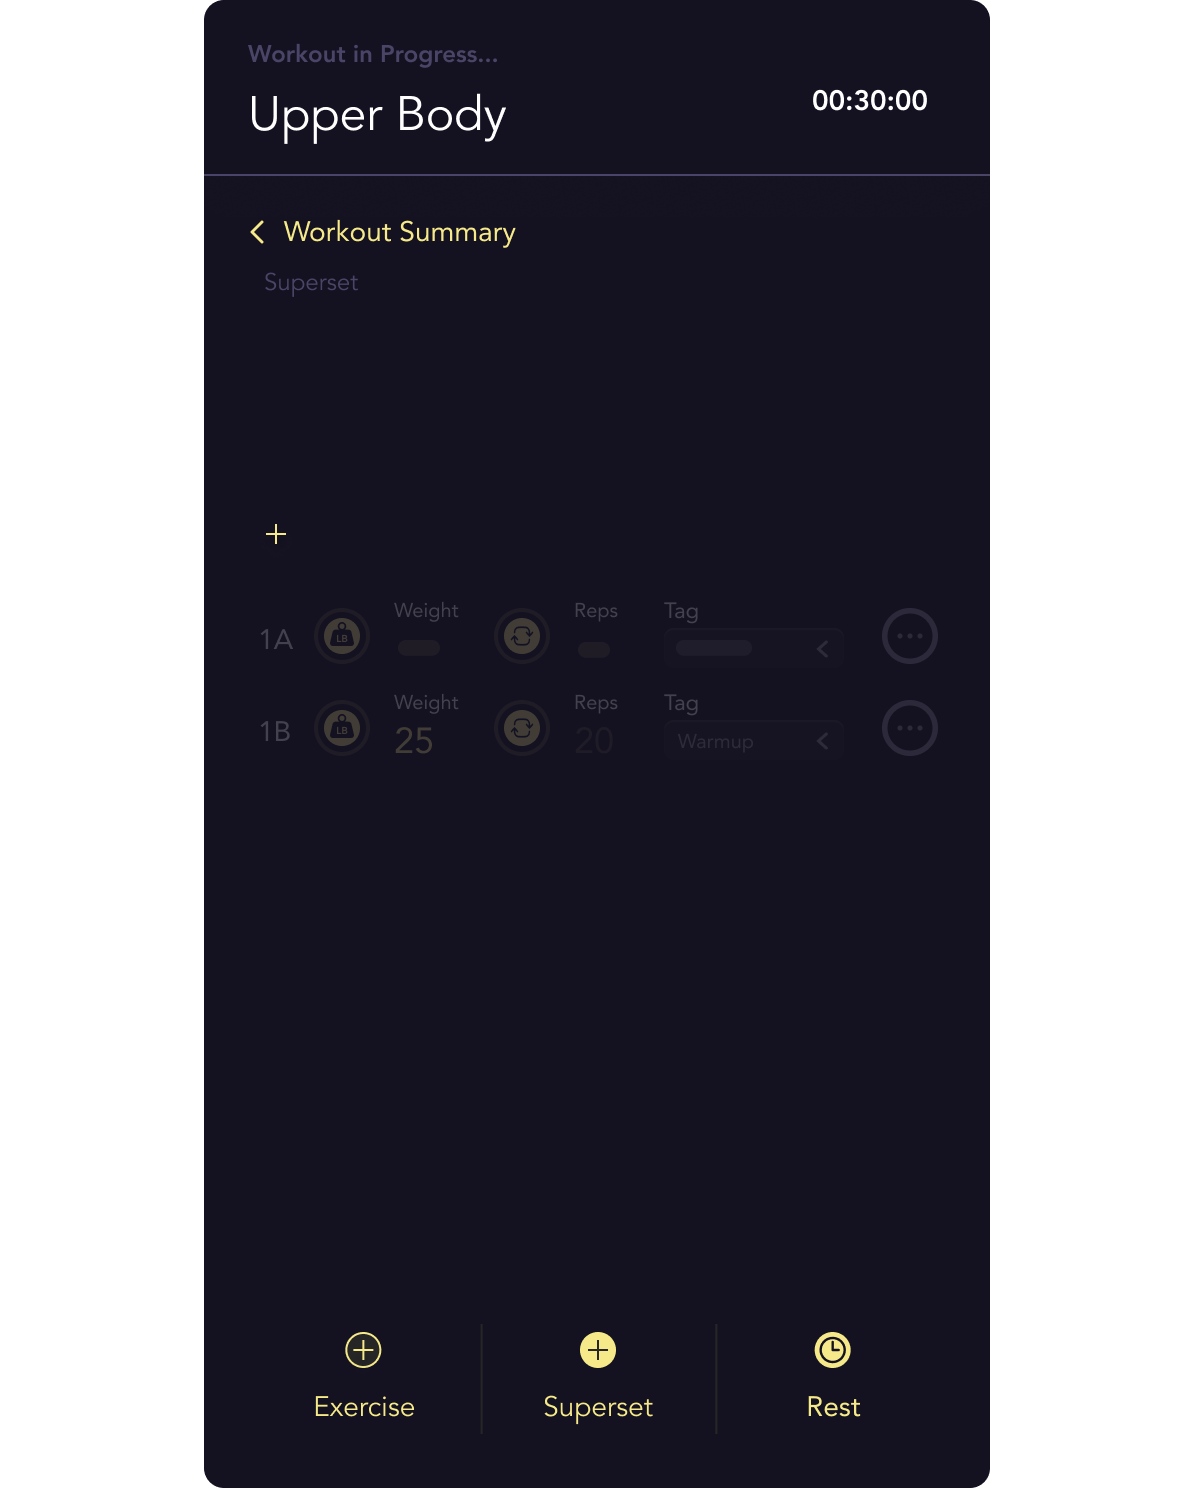 Workout in Progress...
Upper Body
00:30:00
Workout Summary
Superset
1A LB Weight Reps Tag
1B LB Weight 25 Reps 20 Tag Warmup
Exercise
Superset
Rest